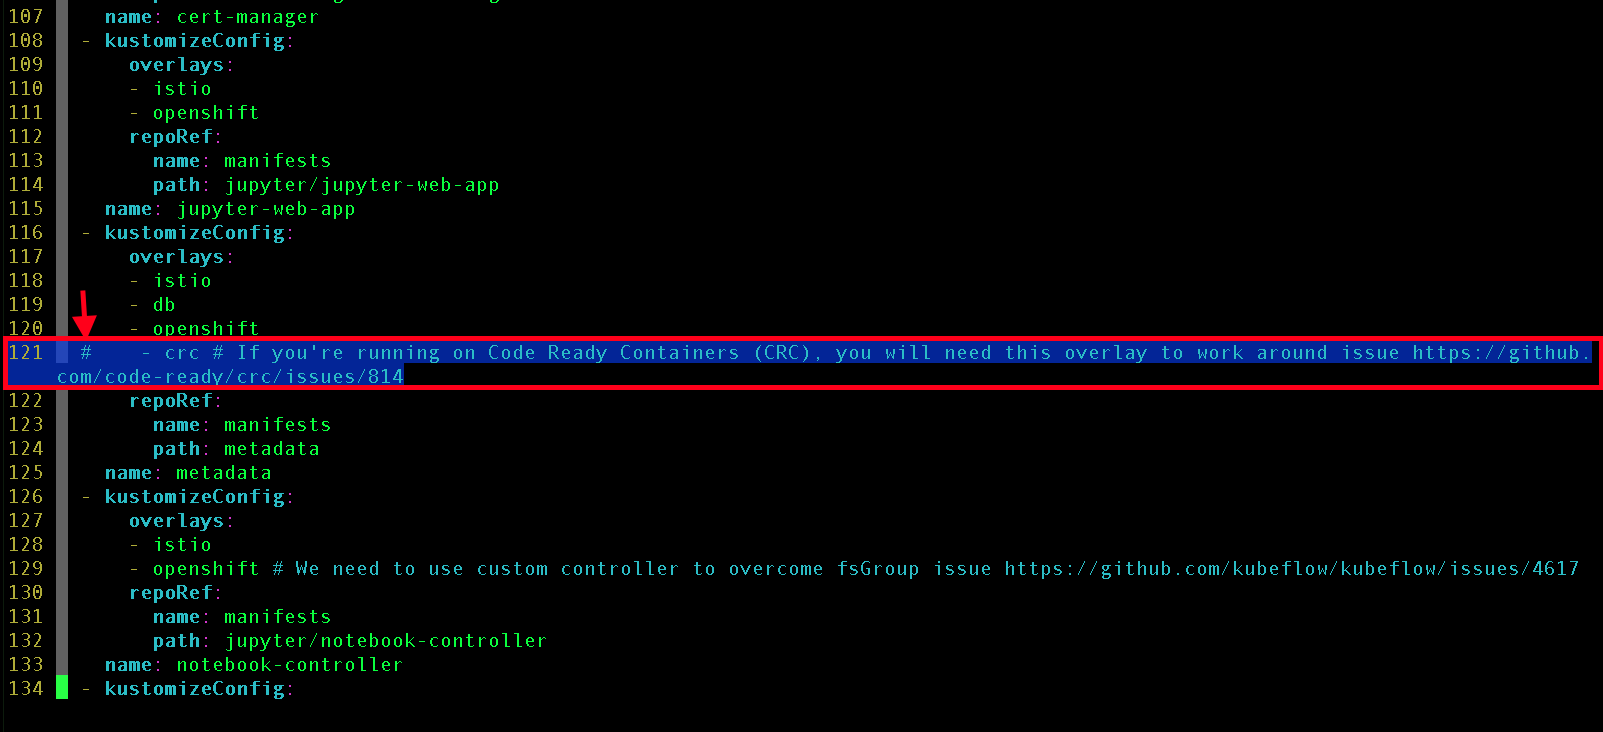 107 name: cert-manager
108 - kustomizeConfig:
109 overlays:
110 - istio
111 - openshift
112 repoRef:
113 name: manifests
114 path: jupyter/jupyter-web-app
115 name: jupyter-web-app
116 - kustomizeConfig:
117 overlays:
118 - istio
119 - db
120 - openshift
121 # - crc # If you're running on Code Ready Containers (CRC), you will need this overlay to work around issue https://github.
com/code-ready/crc/issues/814
122 repoRef:
123 name: manifests
124 path: metadata
125 name: metadata
126 - kustomizeConfig:
127 overlays:
128 - istio
129 - openshift # We need to use custom controller to overcome fsGroup issue https://github.com/kubeflow/kubeflow/issues/4617
130 repoRef:
131 name: manifests
132 path: jupyter/notebook-controller
133 name: notebook-controller
134 - kustomizeConfig: